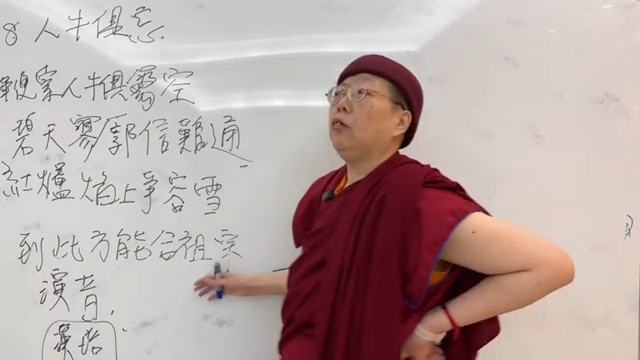 8 人牛俱忘.
鞭索人牛俱屬空
碧天寥廓信難通
紅爐焰上爭容雪
到此方能合祖宗
演音.